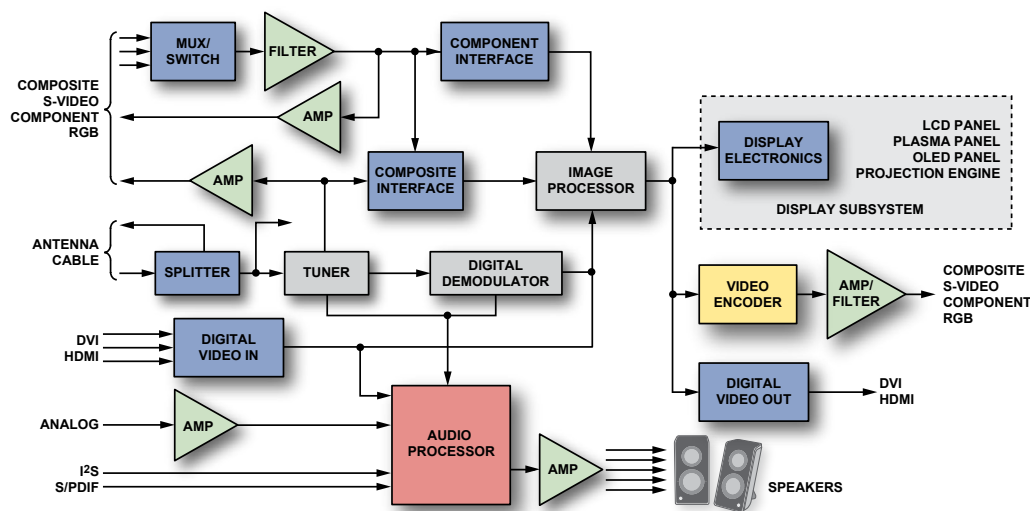 MUX/
SWITCH
FILTER
COMPONENT
INTERFACE
COMPOSITE
S-VIDEO
COMPONENT
RGB
AMP
LCD PANEL
PLASMA PANEL
OLED PANEL
PROJECTION ENGINE
DISPLAY
ELECTRONICS
DISPLAY SUBSYSTEM
AMP
COMPOSITE
INTERFACE
IMAGE
PROCESSOR
ANTENNA
CABLE
SPLITTER
TUNER
DIGITAL
DEMODULATOR
VIDEO
ENCODER
AMP/
FILTER
COMPOSITE
S-VIDEO
COMPONENT
RGB
DVI
HDMI
DIGITAL
VIDEO IN
DIGITAL
VIDEO OUT
DVI
HDMI
ANALOG
AMP
AUDIO
PROCESSOR
I²S
S/PDIF
AMP
SPEAKERS